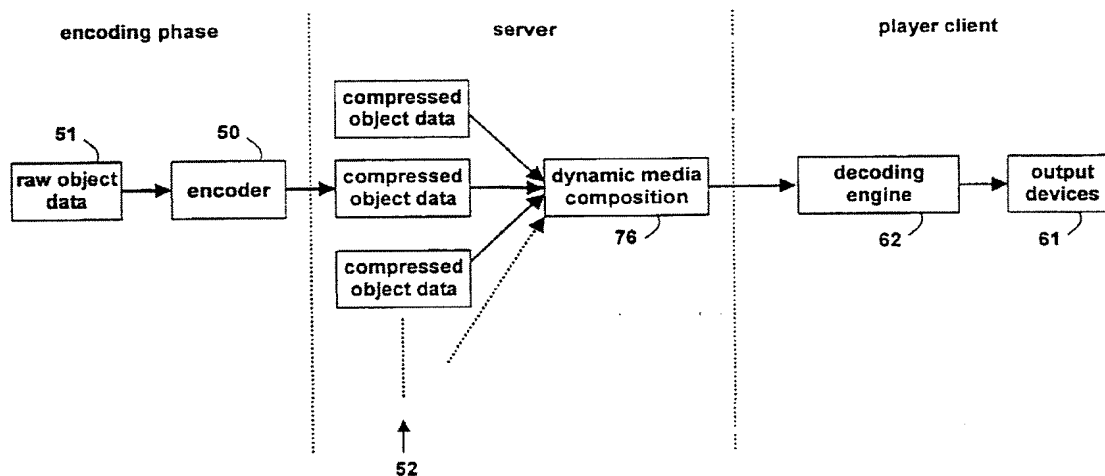 encoding phase
server
player client
compressed
object data
51
50
raw object
data
encoder
compressed
object data
dynamic media
composition
decoding
engine
output
devices
76
62
61
compressed
object data
52